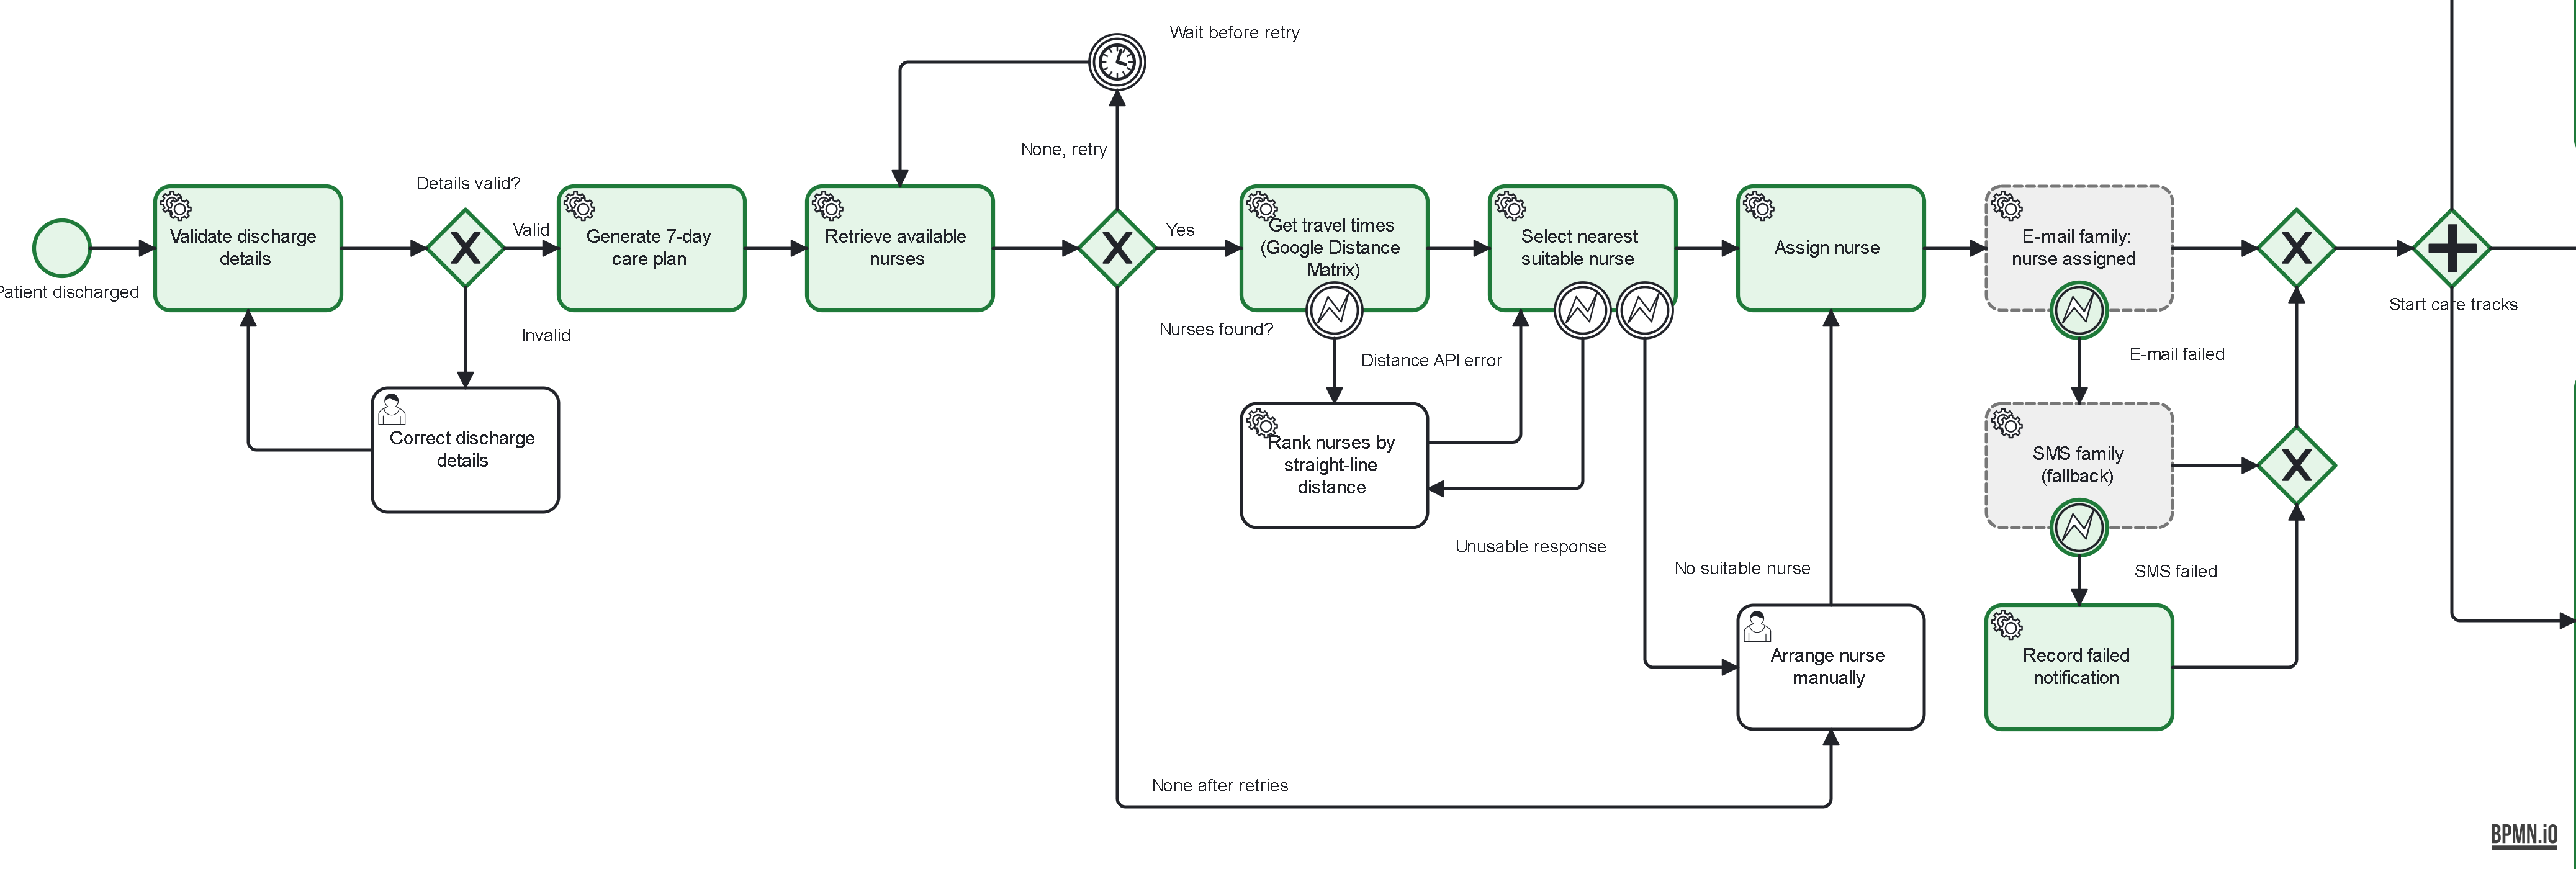 Wait before retry
None, retry
Details valid?
Patient discharged
Validate discharge
details
Valid
Generate 7-day
care plan
Retrieve available
nurses
Yes
Get travel times
(Google Distance
Matrix)
Select nearest
suitable nurse
Assign nurse
E-mail family:
nurse assigned
Start care tracks
Invalid
Nurses found?
Distance API error
E-mail failed
Correct discharge
details
Rank nurses by
straight-line
distance
SMS family
(fallback)
Unusable response
No suitable nurse
SMS failed
Arrange nurse
manually
Record failed
notification
None after retries
BPMN.iO